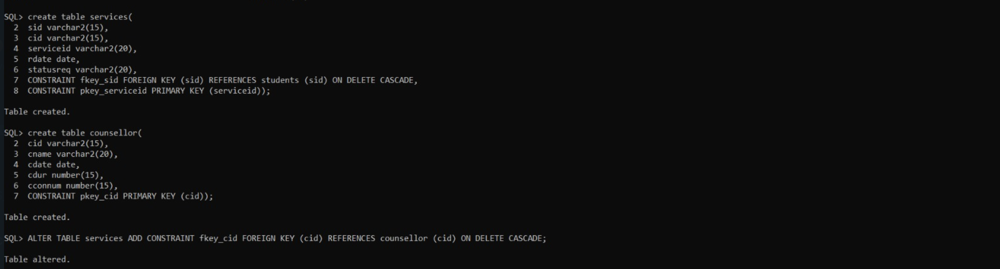 SQL> create table services(
  2  sid varchar2(15),
  3  cid varchar2(15),
  4  serviceid varchar2(20),
  5  rdate date,
  6  statusreq varchar2(20),
  7  CONSTRAINT fkey_sid FOREIGN KEY (sid) REFERENCES students (sid) ON DELETE CASCADE,
  8  CONSTRAINT pkey_serviceid PRIMARY KEY (serviceid));
Table created.
SQL> create table counsellor(
  2  cid varchar2(15),
  3  cname varchar2(20),
  4  cdate date,
  5  cdur number(15),
  6  cconnum number(15),
  7  CONSTRAINT pkey_cid PRIMARY KEY (cid));
Table created.
SQL> ALTER TABLE services ADD CONSTRAINT fkey_cid FOREIGN KEY (cid) REFERENCES counsellor (cid) ON DELETE CASCADE;
Table altered.